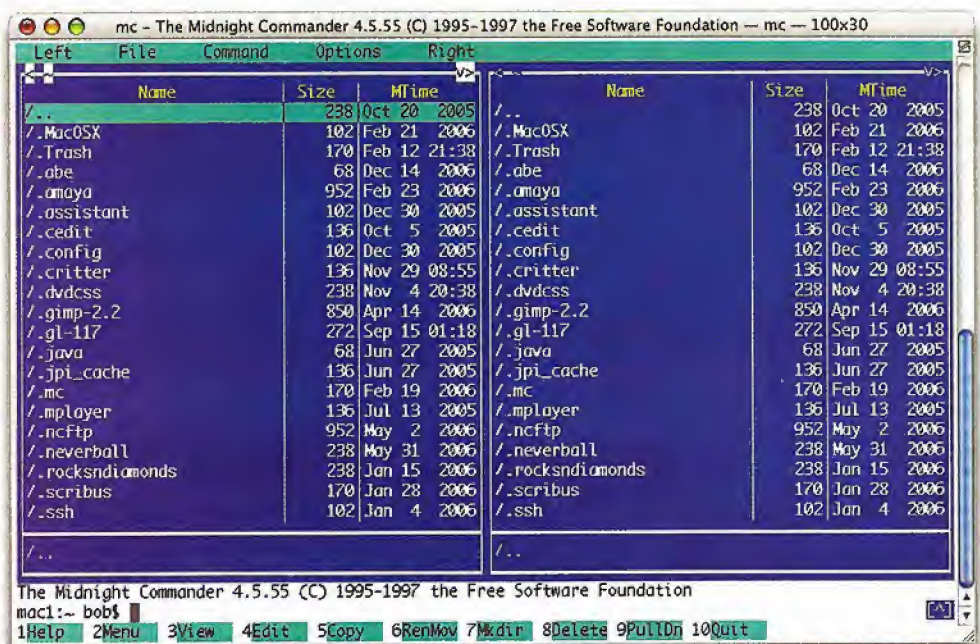 mc – The Midnight Commander 4.5.55 (C) 1995-1997 the Free Software Foundation — mc — 100x30
Left File Command Options Right
<- ~ v> <- ~ v>
Name Size MTime Name Size MTime
/.. 238 Oct 20 2005 /.. 238 Oct 20 2005
/.MacOSX 102 Feb 21 2006 /.MacOSX 102 Feb 21 2006
/.Trash 170 Feb 12 21:38 /.Trash 170 Feb 12 21:38
/.abe 68 Dec 14 2006 /.abe 68 Dec 14 2006
/.amaya 952 Feb 23 2006 /.amaya 952 Feb 23 2006
/.assistant 102 Dec 30 2005 /.assistant 102 Dec 30 2005
/.cedit 136 Oct 5 2005 /.cedit 136 Oct 5 2005
/.config 102 Dec 30 2005 /.config 102 Dec 30 2005
/.critter 136 Nov 29 08:55 /.critter 136 Nov 29 08:55
/.dvdcss 238 Nov 4 20:38 /.dvdcss 238 Nov 4 20:38
/.gimp-2.2 850 Apr 14 2006 /.gimp-2.2 850 Apr 14 2006
/.gl-117 272 Sep 15 01:18 /.gl-117 272 Sep 15 01:18
/.java 68 Jun 27 2005 /.java 68 Jun 27 2005
/.jpi_cache 136 Jun 27 2005 /.jpi_cache 136 Jun 27 2005
/.mc 170 Feb 19 2006 /.mc 170 Feb 19 2006
/.mplayer 136 Jul 13 2005 /.mplayer 136 Jul 13 2005
/.ncftp 952 May 2 2006 /.ncftp 952 May 2 2006
/.neverball 238 May 31 2006 /.neverball 238 May 31 2006
/.rocksndiamonds 238 Jan 15 2006 /.rocksndiamonds 238 Jan 15 2006
/.scribus 170 Jan 28 2006 /.scribus 170 Jan 28 2006
/.ssh 102 Jan 4 2006 /.ssh 102 Jan 4 2006
/.. /..
The Midnight Commander 4.5.55 (C) 1995-1997 the Free Software Foundation
mac1:~ bob$ [^]
1Help 2Menu 3View 4Edit 5Copy 6RenMov 7Mkdir 8Delete 9PullDn 10Quit